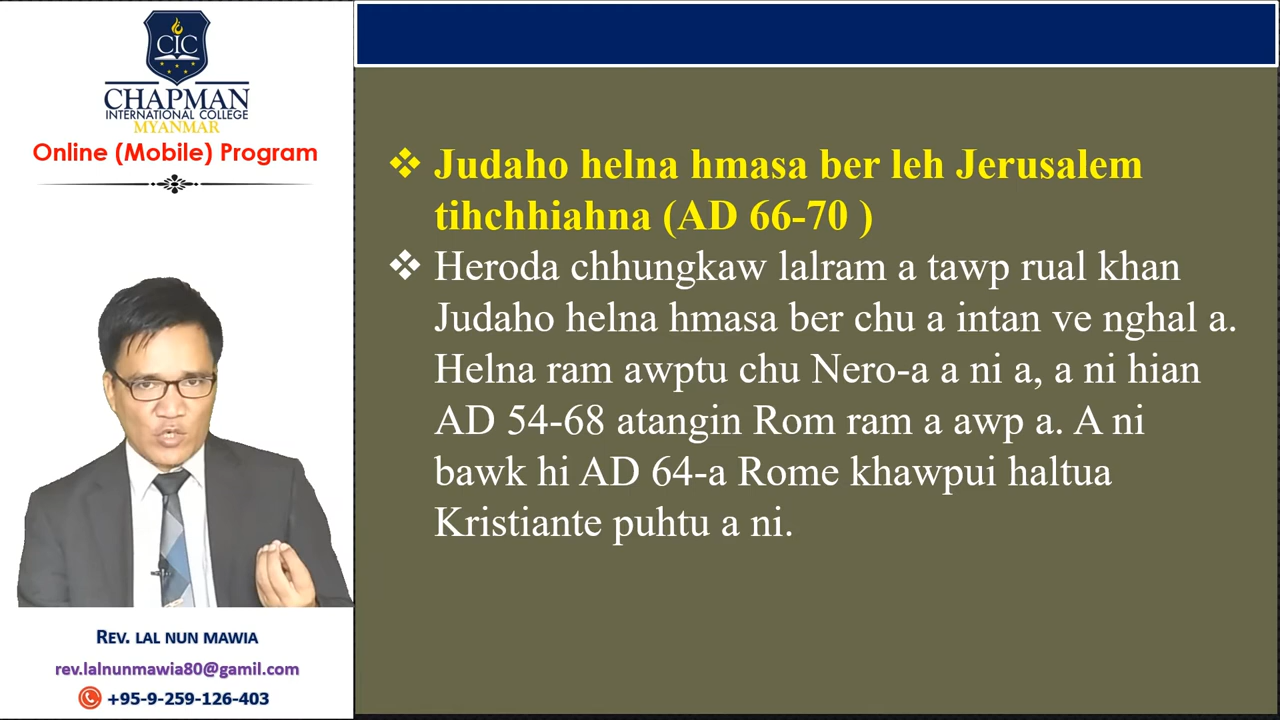 CIC
CHAPMAN
INTERNATIONAL COLLEGE
MYANMAR
Online (Mobile) Program
REV. LAL NUN MAWIA
rev.lalnunmawia80@gamil.com
+95-9-259-126-403
Judaho helna hmasa ber leh Jerusalem
tihchhiahna (AD 66-70 )
Heroda chhungkaw lalram a tawp rual khan
Judaho helna hmasa ber chu a intan ve nghal a.
Helna ram awptu chu Nero-a a ni a, a ni hian
AD 54-68 atangin Rom ram a awp a. A ni
bawk hi AD 64-a Rome khawpui haltua
Kristiante puhtu a ni.